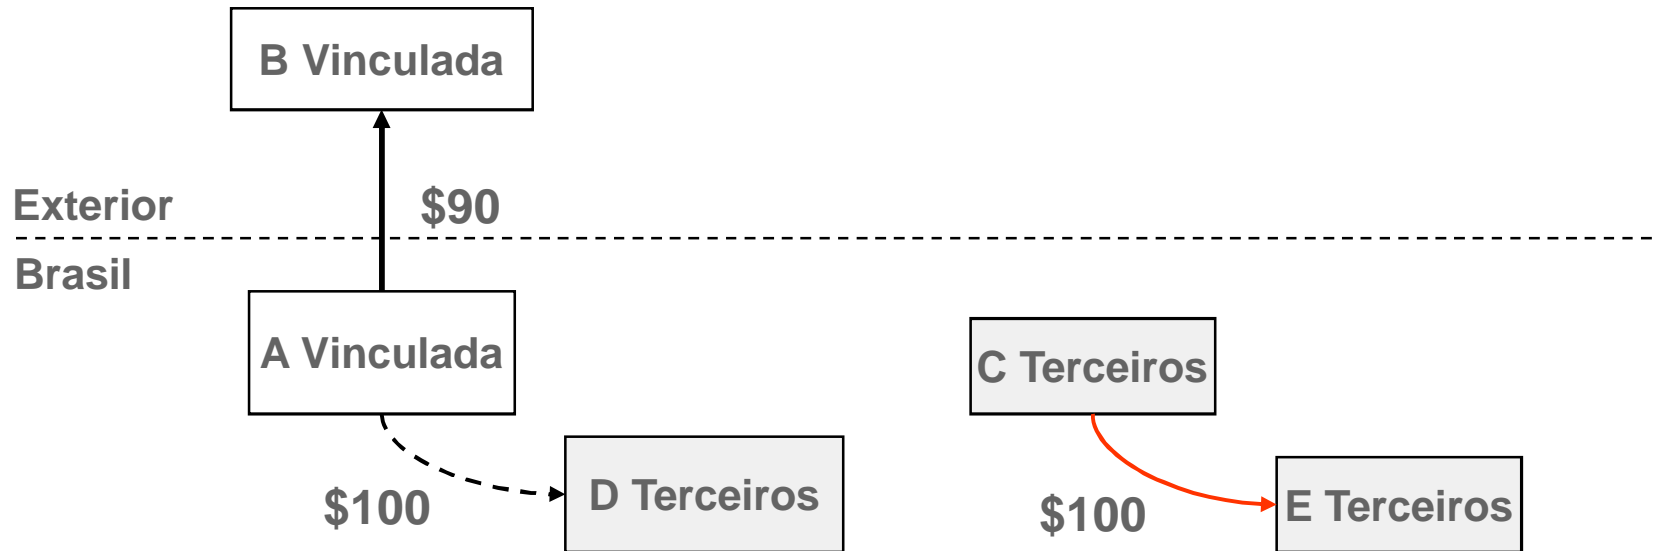 B Vinculada
Exterior
$90
Brasil
A Vinculada
C Terceiros
D Terceiros
$100
E Terceiros
$100